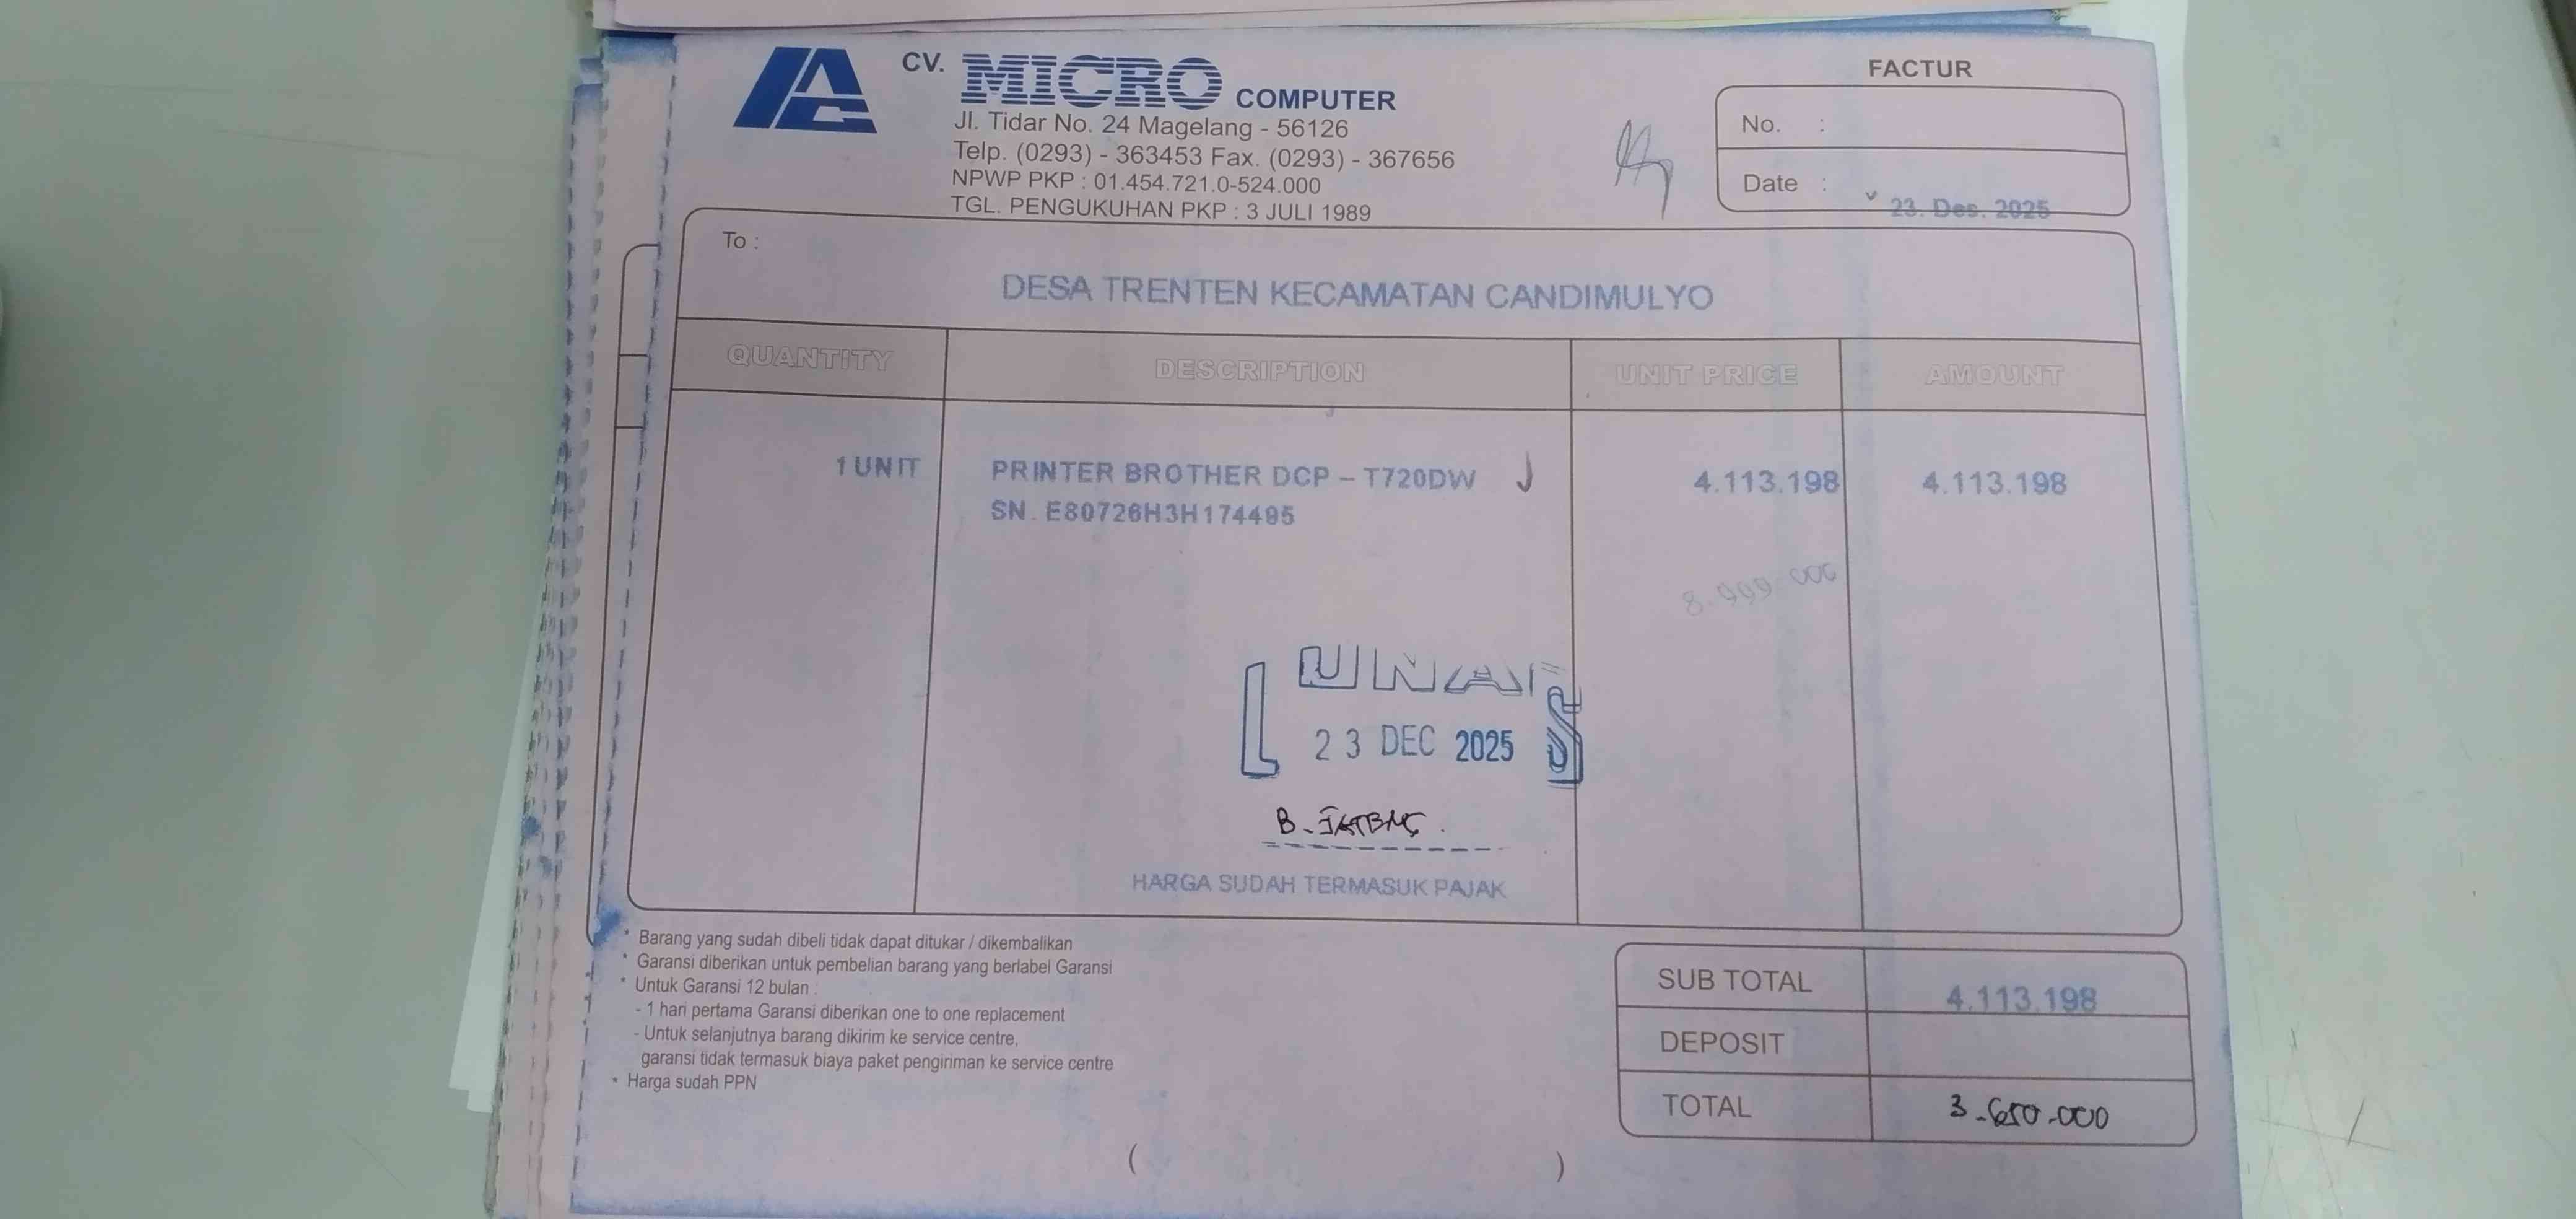 CV. MICRO COMPUTER
Jl. Tidar No. 24 Magelang - 56126
Telp. (0293) - 363453 Fax. (0293) - 367656
NPWP PKP : 01.454.721.0-524.000
TGL. PENGUKUHAN PKP : 3 JULI 1989
FACTUR
No. :
Date : 23. Des. 2025
To :
DESA TRENTEN KECAMATAN CANDIMULYO
QUANTITY DESCRIPTION UNIT PRICE AMOUNT
1 UNIT PRINTER BROTHER DCP – T720DW 4.113.198 4.113.198
SN. E80726H3H174495
LUNAS
23 DEC 2025
HARGA SUDAH TERMASUK PAJAK
* Barang yang sudah dibeli tidak dapat ditukar / dikembalikan
* Garansi diberikan untuk pembelian barang yang berlabel Garansi
* Untuk Garansi 12 bulan :
- 1 hari pertama Garansi diberikan one to one replacement
- Untuk selanjutnya barang dikirim ke service centre,
garansi tidak termasuk biaya paket pengiriman ke service centre
* Harga sudah PPN
SUB TOTAL 4.113.198
DEPOSIT
TOTAL 3.650.000
( )